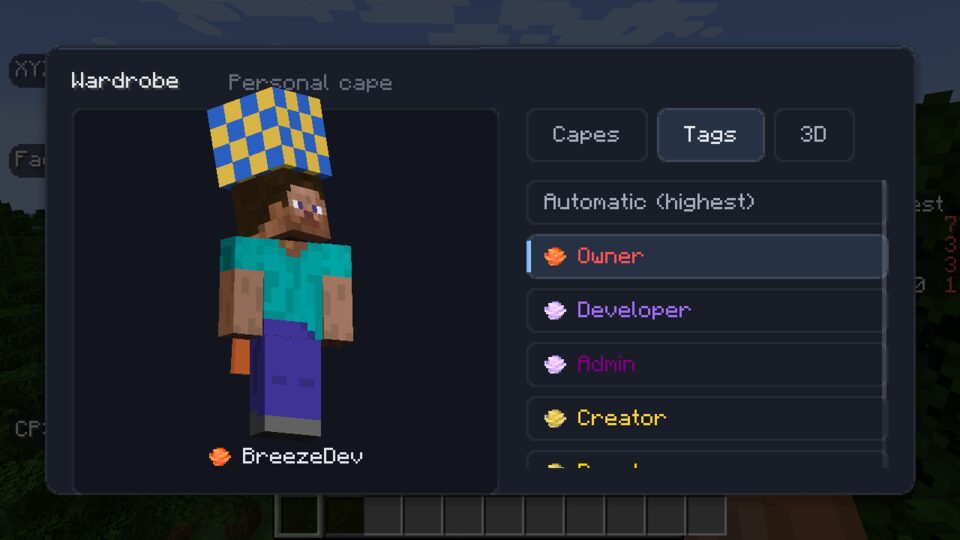 Wardrobe
Personal cape
Capes
Tags
3D
Automatic (highest)
Owner
Developer
Admin
Creator
BreezeDev